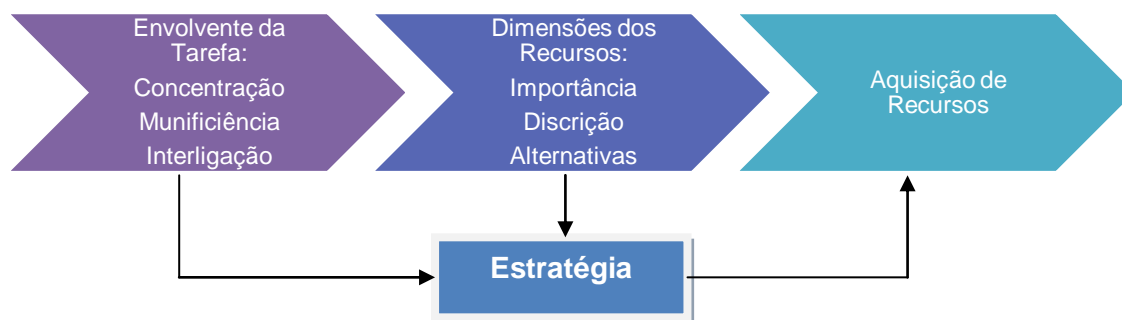 Envolvente da
Tarefa:
Concentração
Munificiência
Interligação
Dimensões dos
Recursos:
Importância
Discrição
Alternativas
Aquisição de
Recursos
Estratégia